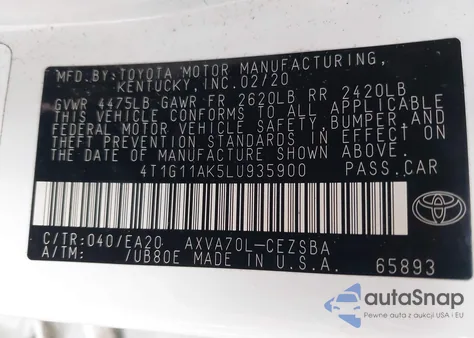 MFD.BY:TOYOTA MOTOR MANUFACTURING,
KENTUCKY,INC.02/20
GVWR 4475LB GAWR FR 2620LB RR 2420LB
THIS VEHICLE CONFORMS TO ALL APPLICABLE
FEDERAL MOTOR VEHICLE SAFETY,BUMPER,AND
THEFT PREVENTION STANDARDS IN EFFECT ON
THE DATE OF MANUFACTURE SHOWN ABOVE.
4T1G11AK5LU935900 PASS.CAR
C/TR:040/EA20 AXVA70L-CEZSBA
A/TM: /UB80E MADE IN U.S.A. 65893
autoSnap
Pewne auta z aukcji USA i EU